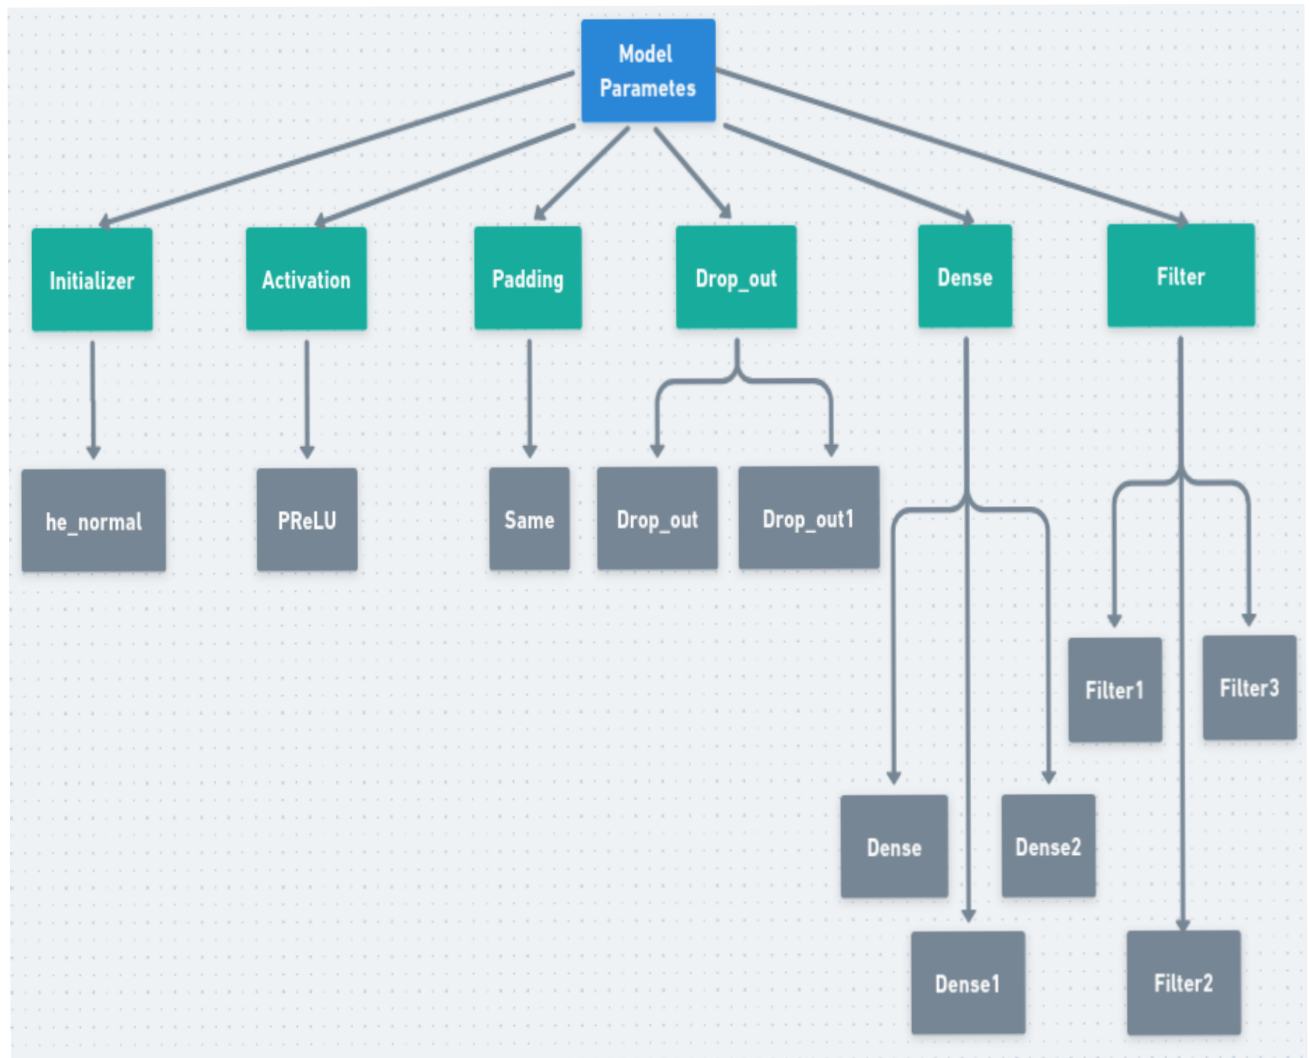 Model
Parametes
Initializer
Activation
Padding
Drop_out
Dense
Filter
he_normal
PReLU
Same
Drop_out
Drop_out1
Filter1
Filter3
Dense
Dense2
Dense1
Filter2